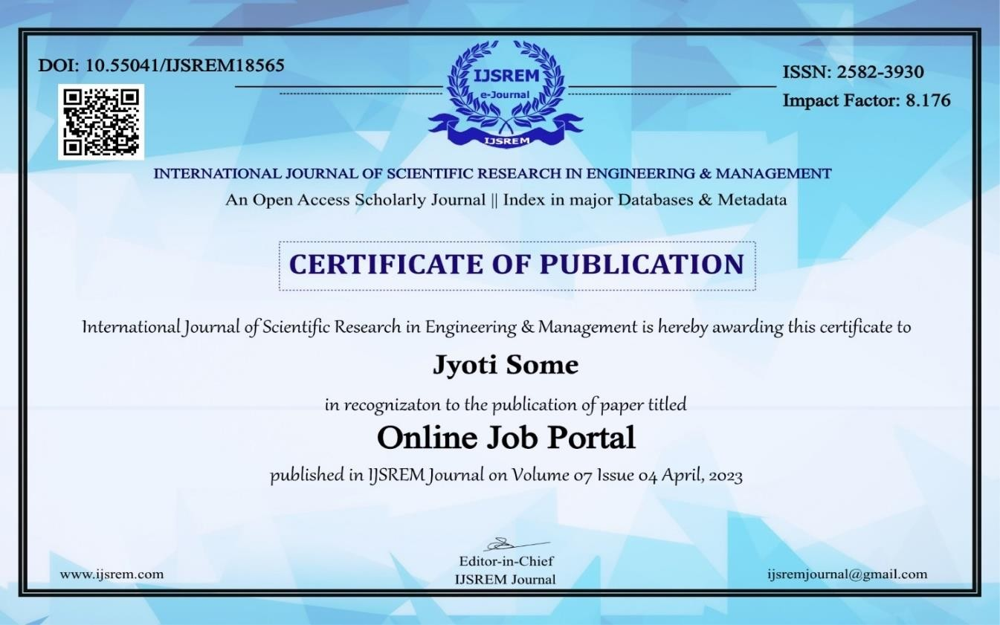 DOI: 10.55041/IJSREM18565
ISSN: 2582-3930
Impact Factor: 8.176
IJSREM
e-Journal
IJSREM
INTERNATIONAL JOURNAL OF SCIENTIFIC RESEARCH IN ENGINEERING & MANAGEMENT
An Open Access Scholarly Journal || Index in major Databases & Metadata
CERTIFICATE OF PUBLICATION
International Journal of Scientific Research in Engineering & Management is hereby awarding this certificate to
Jyoti Some
in recognizaton to the publication of paper titled
Online Job Portal
published in IJSREM Journal on Volume 07 Issue 04 April, 2023
Editor-in-Chief
IJSREM Journal
www.ijsrem.com
ijsremjournal@gmail.com